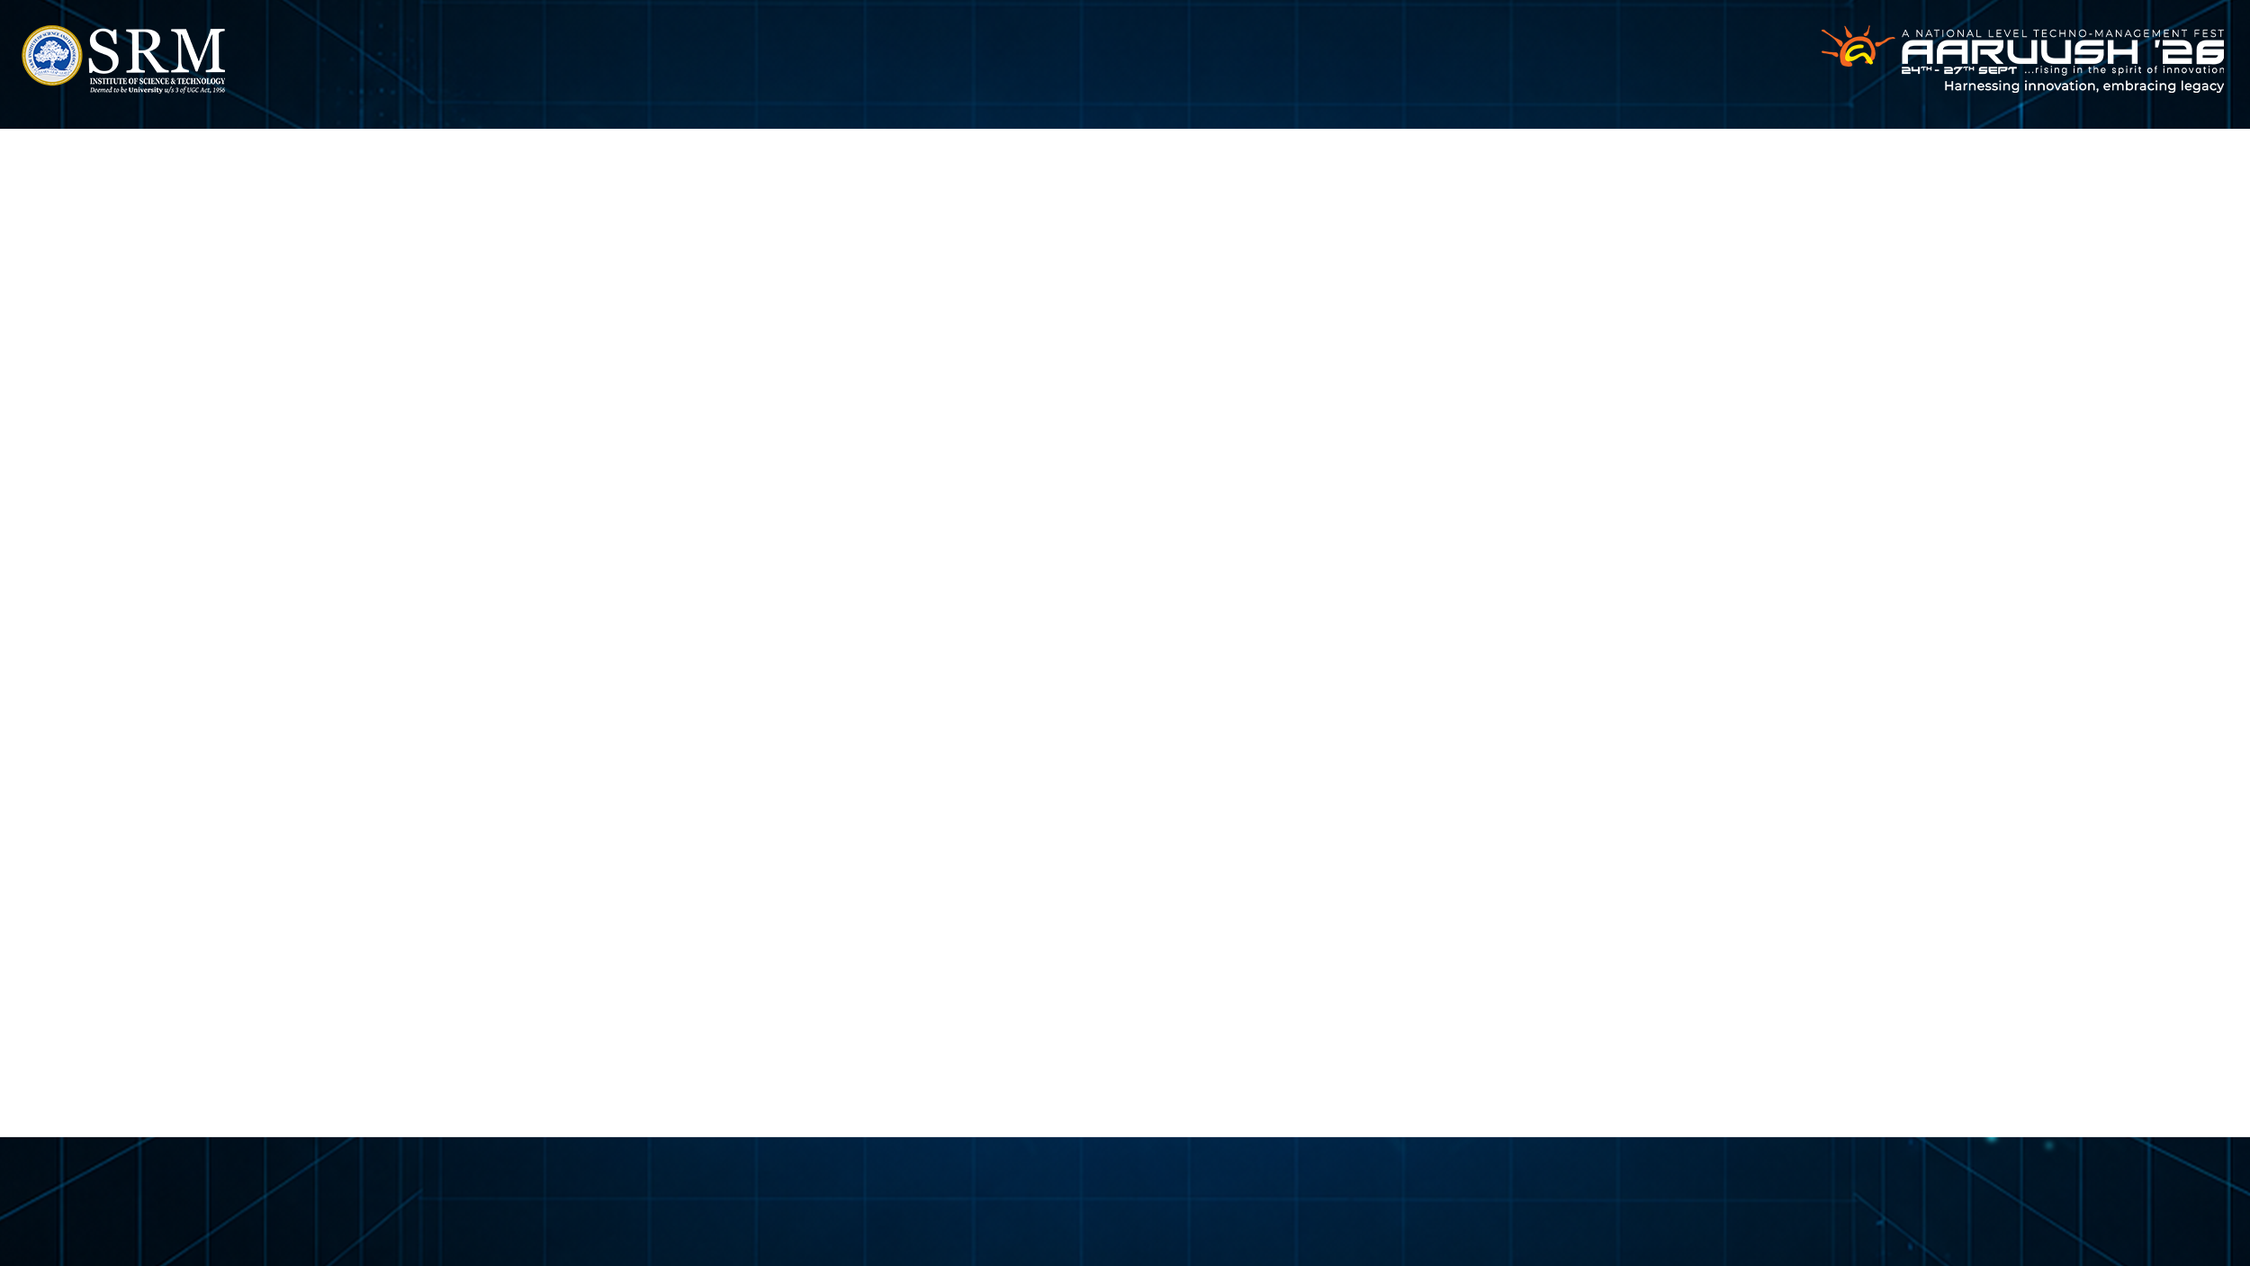 SRM
INSTITUTE OF SCIENCE & TECHNOLOGY
Deemed to be University u/s 3 of UGC Act, 1956
A NATIONAL LEVEL TECHNO-MANAGEMENT FEST
AARUUSH '26
24TH - 27TH SEPT ...rising in the spirit of innovation
Harnessing innovation, embracing legacy